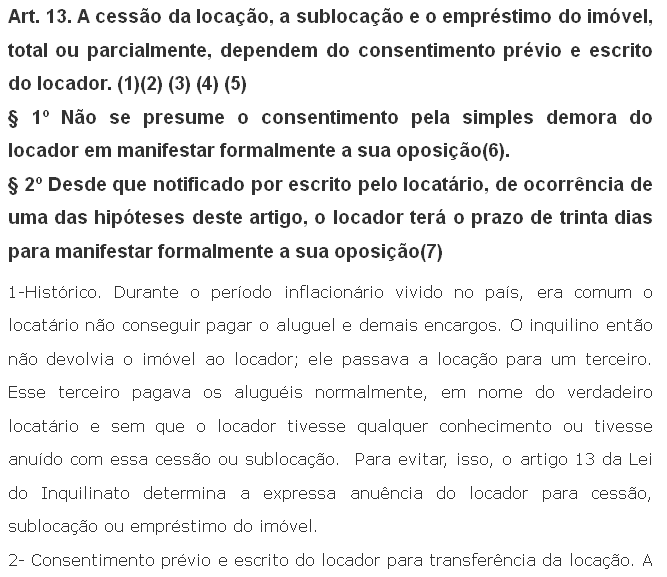 Art. 13. A cessão da locação, a sublocação e o empréstimo do imóvel,
total ou parcialmente, dependem do consentimento prévio e escrito
do locador. (1)(2) (3) (4) (5)
§ 1º Não se presume o consentimento pela simples demora do
locador em manifestar formalmente a sua oposição(6).
§ 2º Desde que notificado por escrito pelo locatário, de ocorrência de
uma das hipóteses deste artigo, o locador terá o prazo de trinta dias
para manifestar formalmente a sua oposição(7)
1-Histórico. Durante o período inflacionário vivido no país, era comum o
locatário não conseguir pagar o aluguel e demais encargos. O inquilino então
não devolvia o imóvel ao locador; ele passava a locação para um terceiro.
Esse terceiro pagava os aluguéis normalmente, em nome do verdadeiro
locatário e sem que o locador tivesse qualquer conhecimento ou tivesse
anuído com essa cessão ou sublocação. Para evitar, isso, o artigo 13 da Lei
do Inquilinato determina a expressa anuência do locador para cessão,
sublocação ou empréstimo do imóvel.
2- Consentimento prévio e escrito do locador para transferência da locação. A